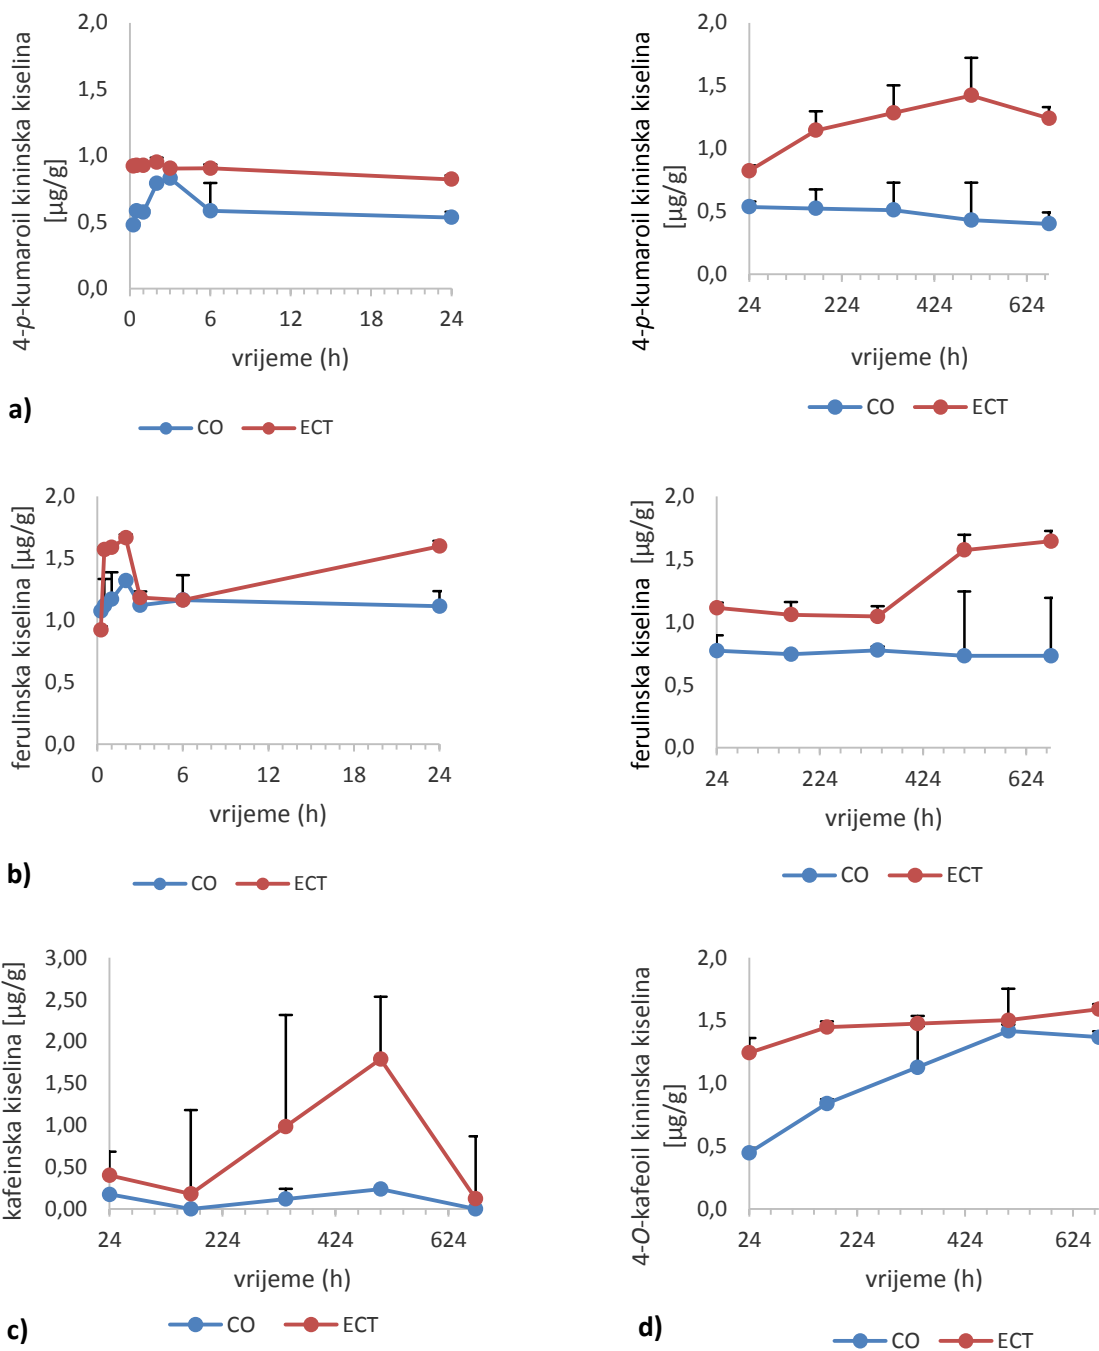 4-p-kumaroil kininska kiselina
[µg/g]
2,0
1,5
1,0
0,5
0,0
0 6 12 18 24
vrijeme (h)
a)
CO ECT
4-p-kumaroil kininska kiselina
[µg/g]
2,0
1,5
1,0
0,5
0,0
24 224 424 624
vrijeme (h)
CO ECT
ferulinska kiselina [µg/g]
2,0
1,5
1,0
0,5
0,0
0 6 12 18 24
vrijeme (h)
b)
CO ECT
ferulinska kiselina [µg/g]
2,0
1,5
1,0
0,5
0,0
24 224 424 624
vrijeme (h)
CO ECT
kafeinska kiselina [µg/g]
3,00
2,50
2,00
1,50
1,00
0,50
0,00
24 224 424 624
vrijeme (h)
c)
CO ECT
4-O-kafeoil kininska kiselina
[µg/g]
2,0
1,5
1,0
0,5
0,0
24 224 424 624
vrijeme (h)
d)
CO ECT